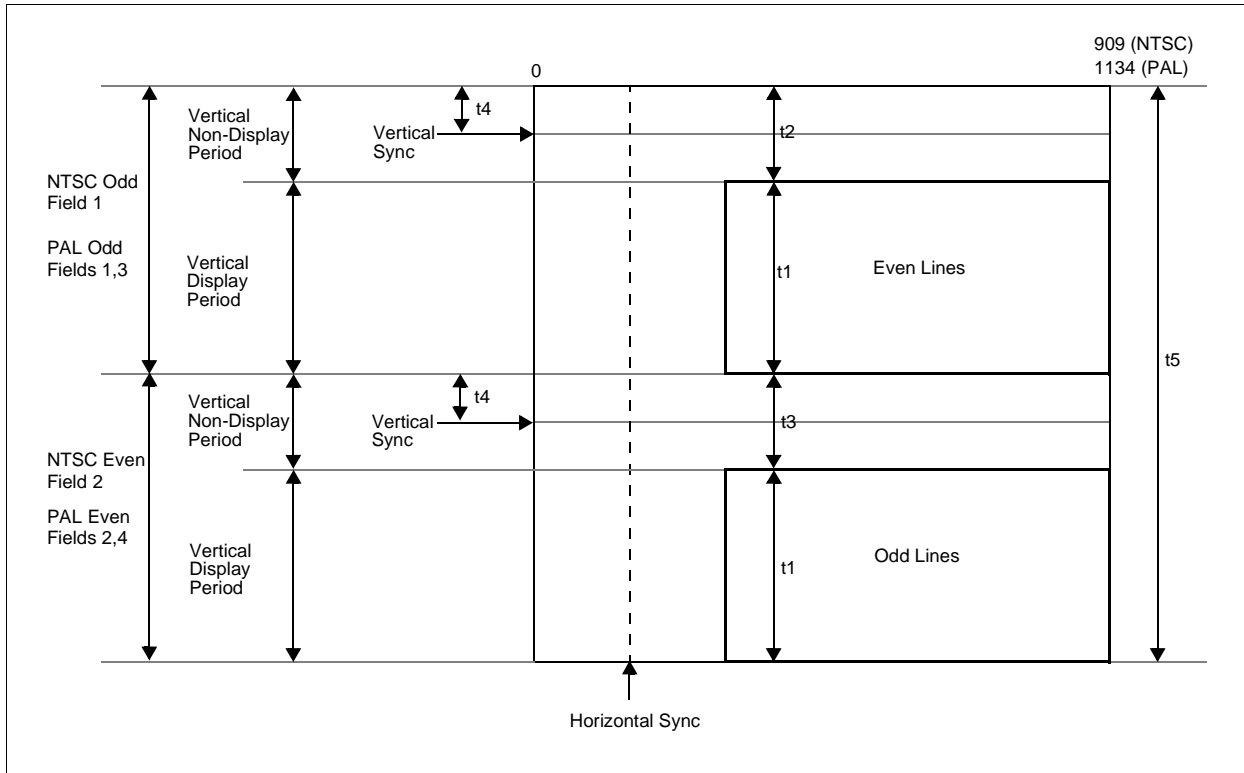 909 (NTSC)
1134 (PAL)
0
t4
t2
Vertical
Non-Display
Period
Vertical
Sync
NTSC Odd
Field 1
PAL Odd
Fields 1,3
Vertical
Display
Period
t1
Even Lines
t5
Vertical
Non-Display
Period
t4
Vertical
Sync
t3
NTSC Even
Field 2
PAL Even
Fields 2,4
Vertical
Display
Period
t1
Odd Lines
Horizontal Sync